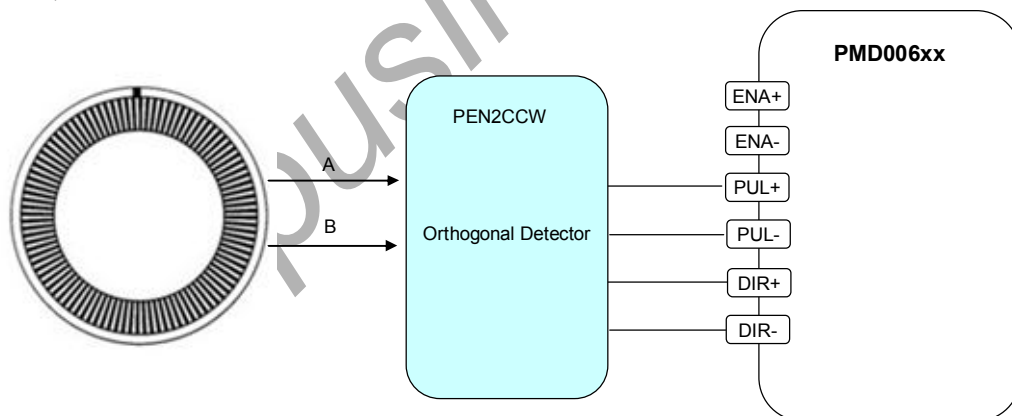 PMD006xx
ENA+
PEN2CCW
ENA-
A
PUL+
B
Orthogonal Detector
PUL-
DIR+
DIR-